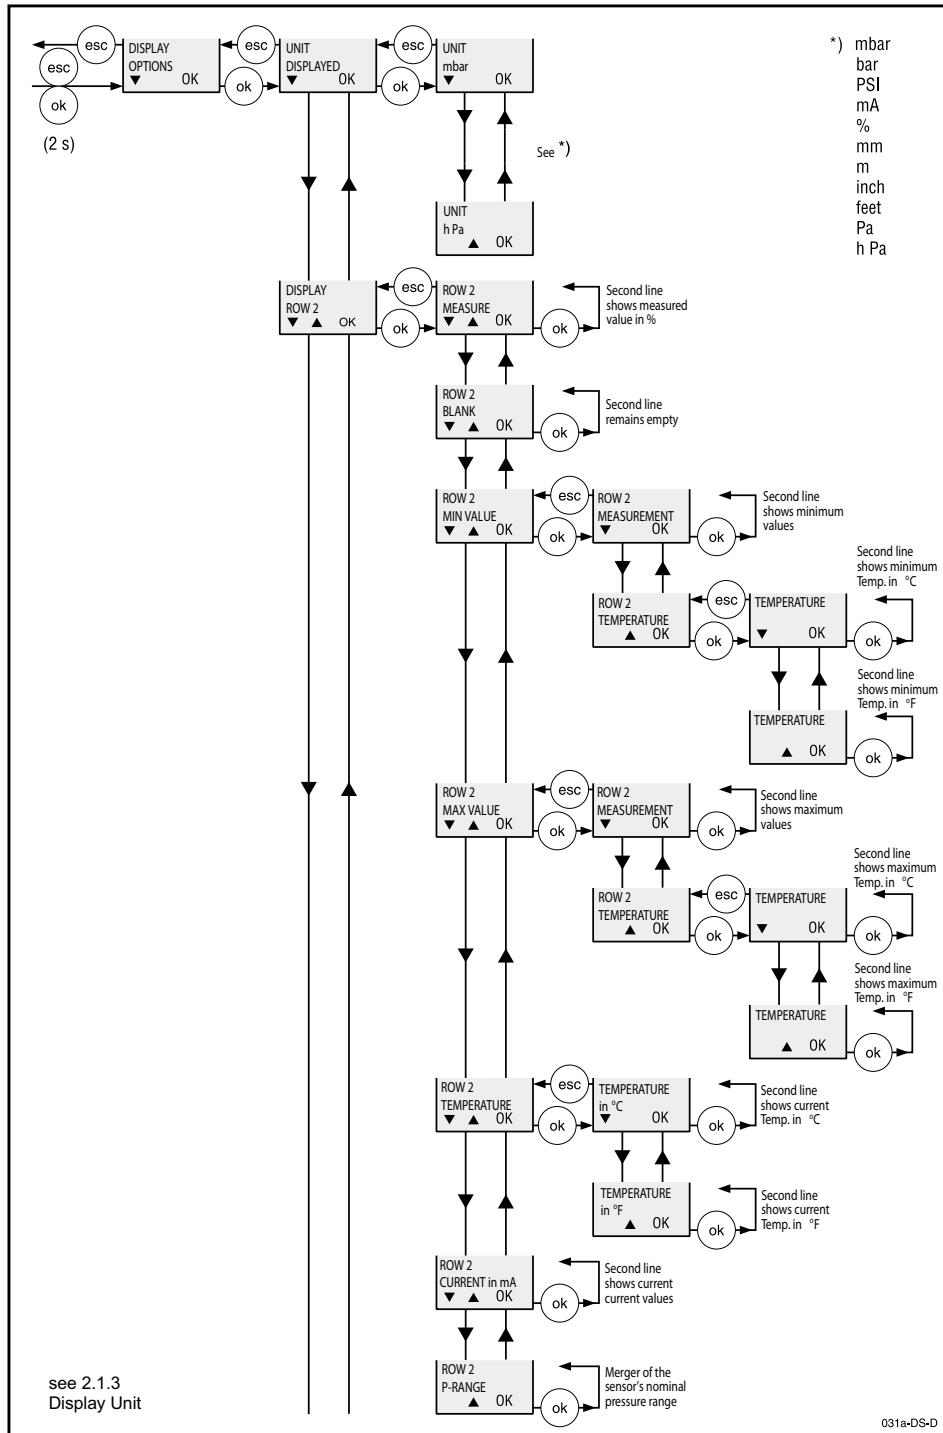 esc
DISPLAY
OPTIONS
▼ OK
esc
UNIT
DISPLAYED
▼ OK
esc
UNIT
mbar
▼ OK
esc
ok
(2 s)
ok
ok
See *)
UNIT
h Pa
▲ OK
*) mbar
bar
PSI
mA
%
mm
m
inch
feet
Pa
h Pa
DISPLAY
ROW 2
▼ ▲ OK
esc
ok
ROW 2
MEASURE
▼ ▲ OK
ok
Second line
shows measured
value in %
ROW 2
BLANK
▼ ▲ OK
ok
Second line
remains empty
ROW 2
MIN VALUE
▼ ▲ OK
esc
ok
ROW 2
MEASUREMENT
▼ OK
ok
Second line
shows minimum
values
ROW 2
TEMPERATURE
▲ OK
esc
ok
TEMPERATURE
▼ OK
ok
Second line
shows minimum
Temp. in °C
TEMPERATURE
▲ OK
ok
Second line
shows minimum
Temp. in °F
ROW 2
MAX VALUE
▼ ▲ OK
esc
ok
ROW 2
MEASUREMENT
▼ OK
ok
Second line
shows maximum
values
ROW 2
TEMPERATURE
▲ OK
esc
ok
TEMPERATURE
▼ OK
ok
Second line
shows maximum
Temp. in °C
TEMPERATURE
▲ OK
ok
Second line
shows maximum
Temp. in °F
ROW 2
TEMPERATURE
▼ ▲ OK
esc
ok
TEMPERATURE
in °C
▼ OK
ok
Second line
shows current
Temp. in °C
TEMPERATURE
in °F
▲ OK
ok
Second line
shows current
Temp. in °F
ROW 2
CURRENT in mA
▼ ▲ OK
ok
Second line
shows current
current values
ROW 2
P-RANGE
▲ OK
ok
Merger of the
sensor's nominal
pressure range
see 2.1.3
Display Unit
031a-DS-D